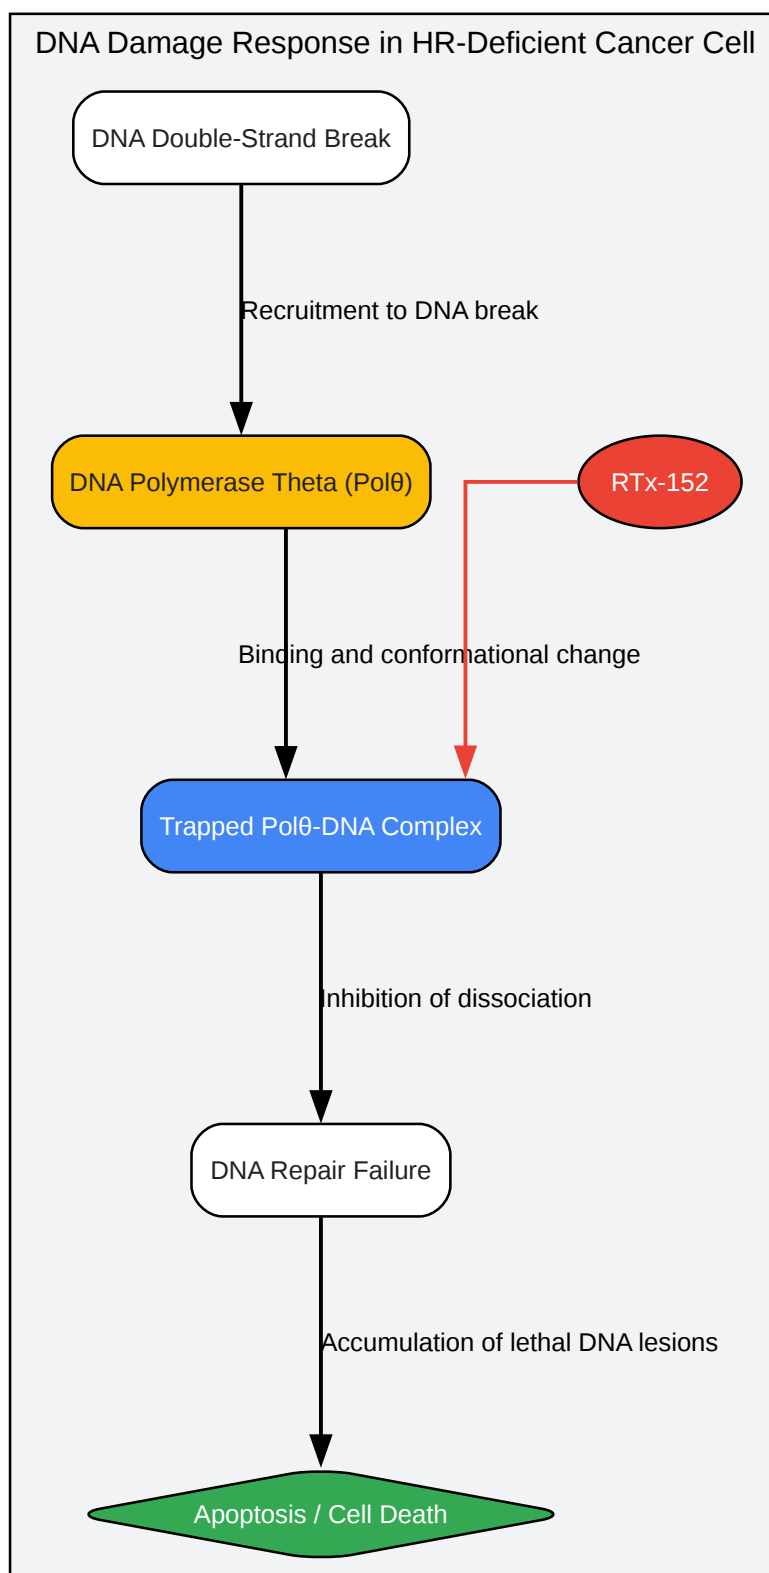 DNA Damage Response in HR-Deficient Cancer Cell
DNA Double-Strand Break
Recruitment to DNA break
DNA Polymerase Theta (Polθ)
RTx-152
Binding and conformational change
Trapped Polθ-DNA Complex
Inhibition of dissociation
DNA Repair Failure
Accumulation of lethal DNA lesions
Apoptosis / Cell Death